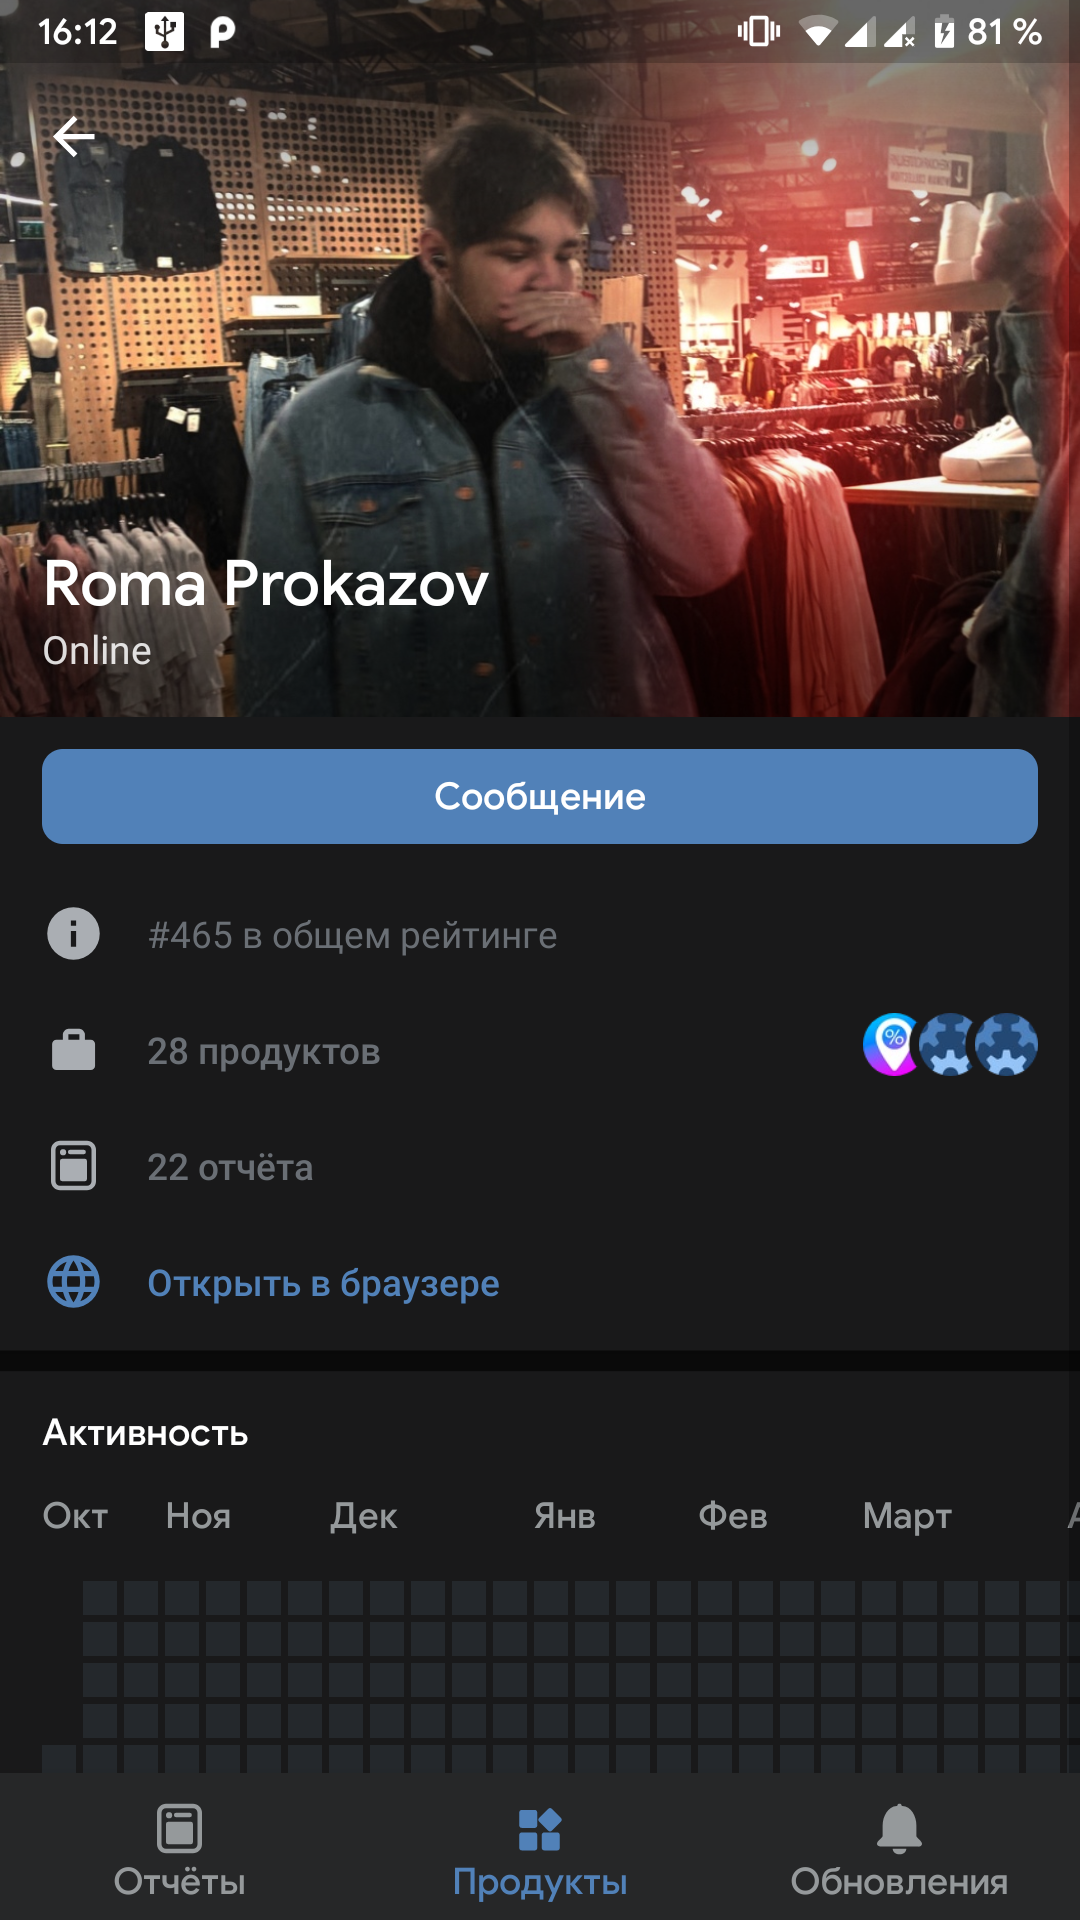 16:12
81 %
Roma Prokazov
Online
Сообщение
#465 в общем рейтинге
28 продуктов
%
22 отчёта
Открыть в браузере
Активность
Окт Ноя Дек Янв Фев Март
Отчёты Продукты Обновления